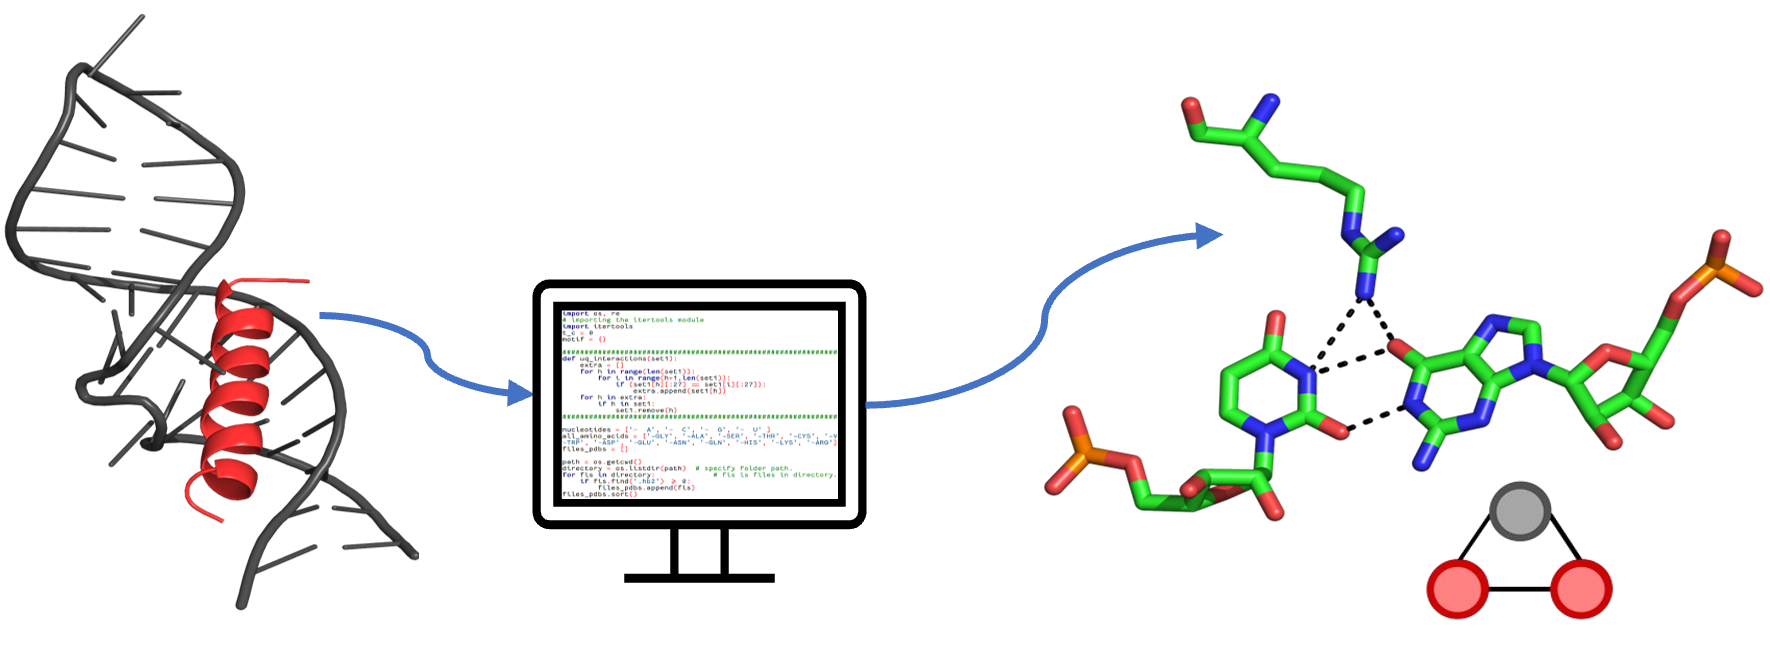 import os, re
# importing the itertools module
import itertools
t_c = 0
motif = {}
################################################################
def uq_interactions(set1):
extra = []
for h in range(len(set1)):
for i in range(h+1,len(set1)):
if (set1[h][:27] == set1[i][:27]):
extra.append(set1[h])
for h in extra:
if h in set1:
set1.remove(h)
################################################################
nucleotides = ['-  A', '-  C', '-  G', '-  U' ]
all_amino_acids = ['-GLY', '-ALA', '-SER', '-THR', '-CYS', '-V
-TRP', '-ASP', '-GLU', '-ASN', '-GLN', '-HIS', '-LYS', '-ARG']
files_pdbs = []
path = os.getcwd()
directory = os.listdir(path)  # specify folder path.
for fis in directory:  # fis is files in directory.
if fis.find('.hb2') >= 0:
files_pdbs.append(fis)
files_pdbs.sort()